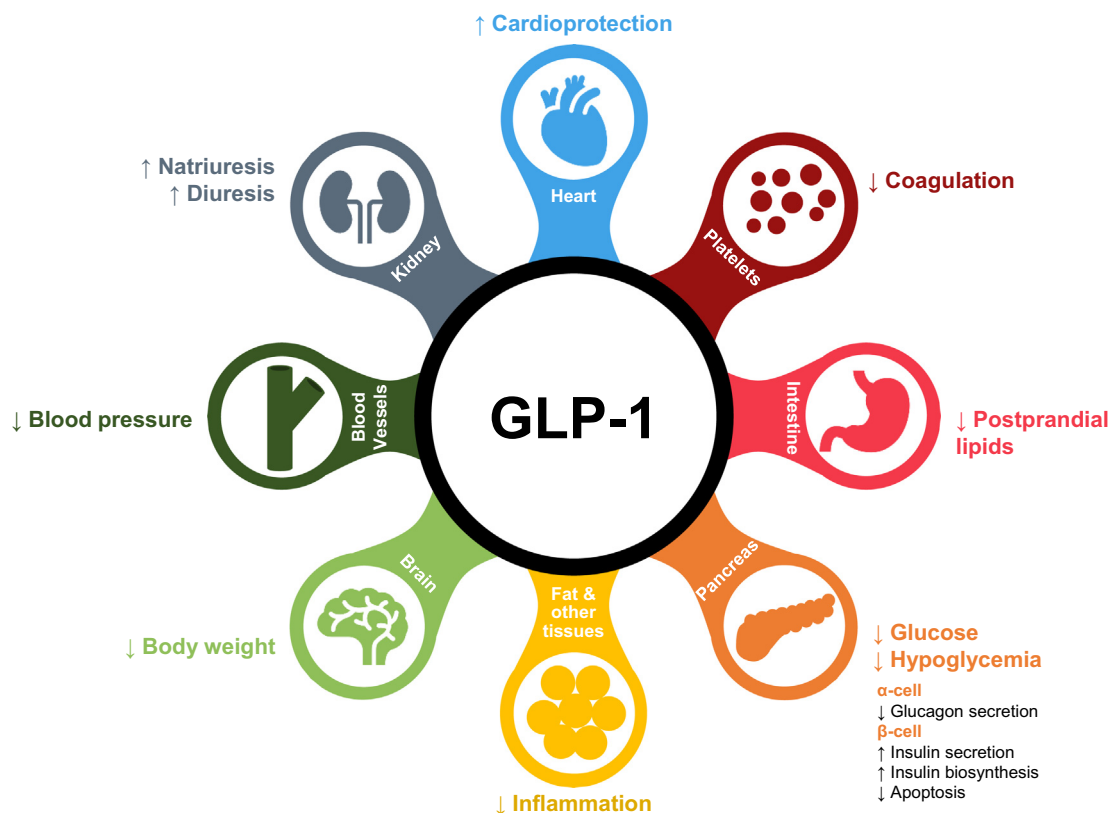 ↑ Cardioprotection
Heart
↑ Natriuresis
↑ Diuresis
Kidney
↓ Coagulation
Platelets
↓ Blood pressure
Blood
Vessels
GLP-1
Intestine
↓ Postprandial
lipids
Brain
↓ Body weight
Fat &
other
tissues
↓ Inflammation
Pancreas
↓ Glucose
↓ Hypoglycemia
α-cell
↓ Glucagon secretion
β-cell
↑ Insulin secretion
↑ Insulin biosynthesis
↓ Apoptosis